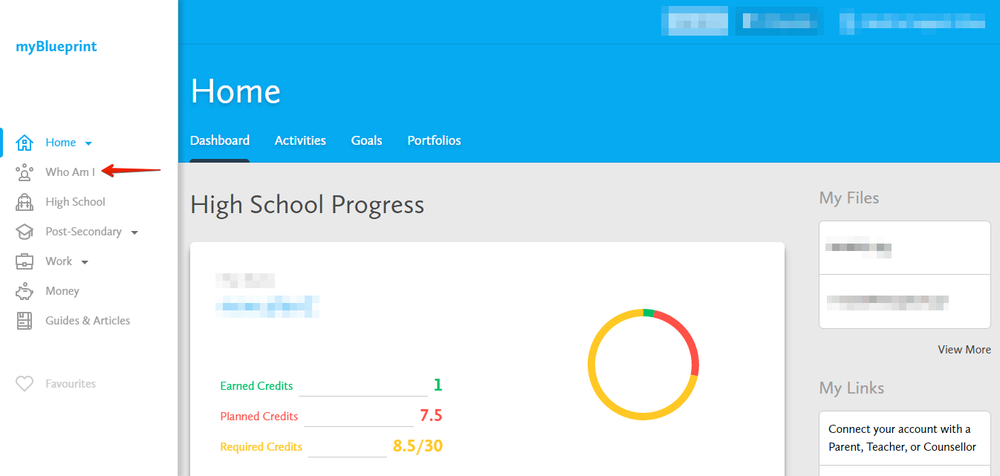 myBlueprint
Home
Who Am I
High School
Post-Secondary
Work
Money
Guides & Articles
Favourites
Home
Dashboard Activities Goals Portfolios
High School Progress
Earned Credits 1
Planned Credits 7.5
Required Credits 8.5/30
My Files
View More
My Links
Connect your account with a
Parent, Teacher, or Counsellor